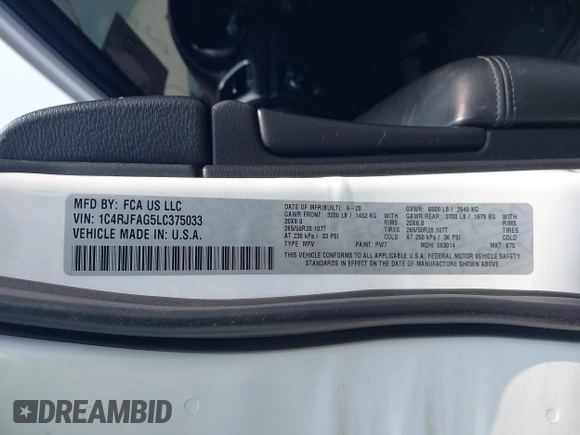 MFD BY: FCA US LLC
VIN: 1C4RJFAG5LC375033
VEHICLE MADE IN: U.S.A.
DATE OF MFR(BUILT) 6-20
GAWR FRONT: 3200 LB / 1452 KG
20X8.0
265/50R20 107T
AT 230 kPa / 33 PSI
TYPE: MPV
RIMS
TIRES
COLD
PAINT: PW7
GVWR: 6500 LB / 2949 KG
GAWR REAR: 3700 LB / 1679 KG
20X8.0
265/50R20 107T
AT 250 kPa / 36 PSI
MDH: 063014
RIMS
TIRES
COLD
MKT: B75
THIS VEHICLE CONFORMS TO ALL APPLICABLE U.S.A. FEDERAL MOTOR VEHICLE SAFETY
STANDARDS IN EFFECT ON THE DATE OF MANUFACTURE SHOWN ABOVE.
DREAMBID